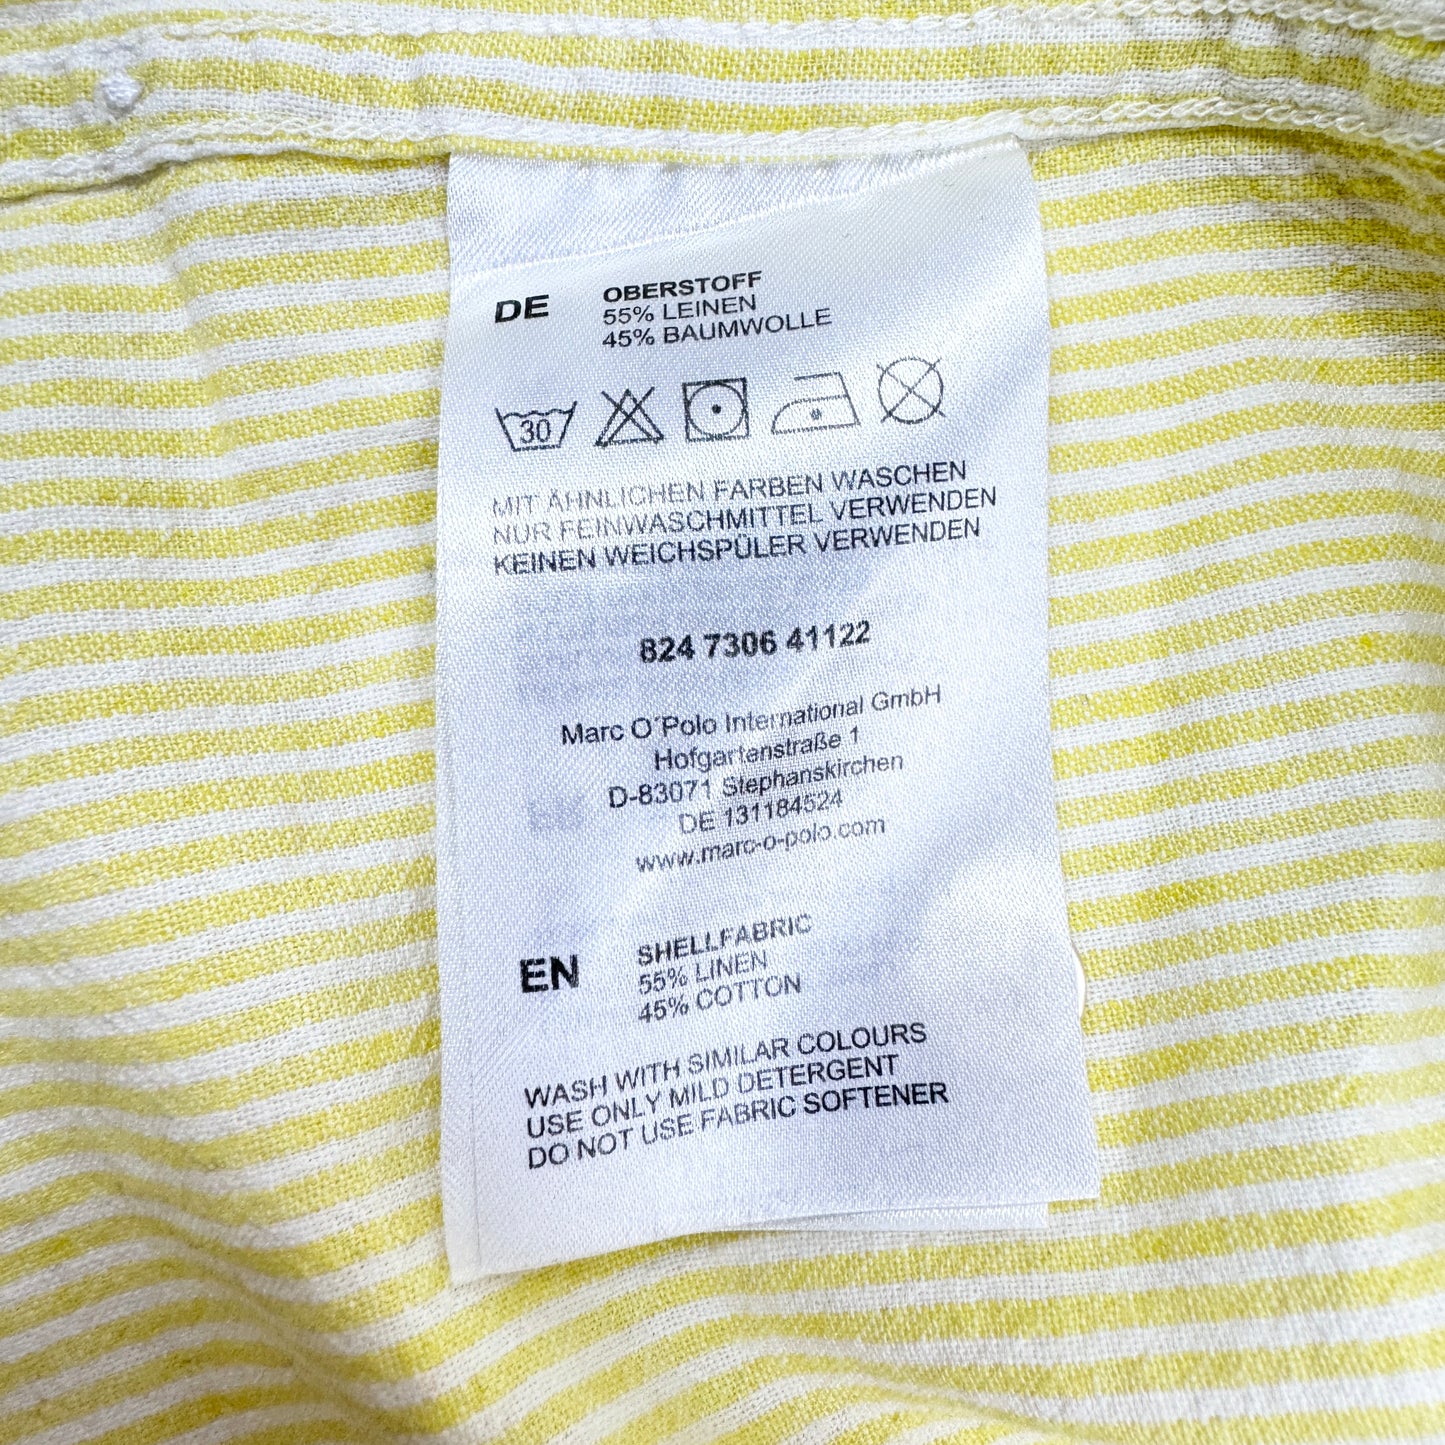 DE OBERSTOFF
55% LEINEN
45% BAUMWOLLE
30
MIT ÄHNLICHEN FARBEN WASCHEN
NUR FEINWASCHMITTEL VERWENDEN
KEINEN WEICHSPÜLER VERWENDEN
824 7306 41122
Marc O´Polo International GmbH
Hofgartenstraße 1
D-83071 Stephanskirchen
DE 131184524
www.marc-o-polo.com
EN SHELLFABRIC
55% LINEN
45% COTTON
WASH WITH SIMILAR COLOURS
USE ONLY MILD DETERGENT
DO NOT USE FABRIC SOFTENER